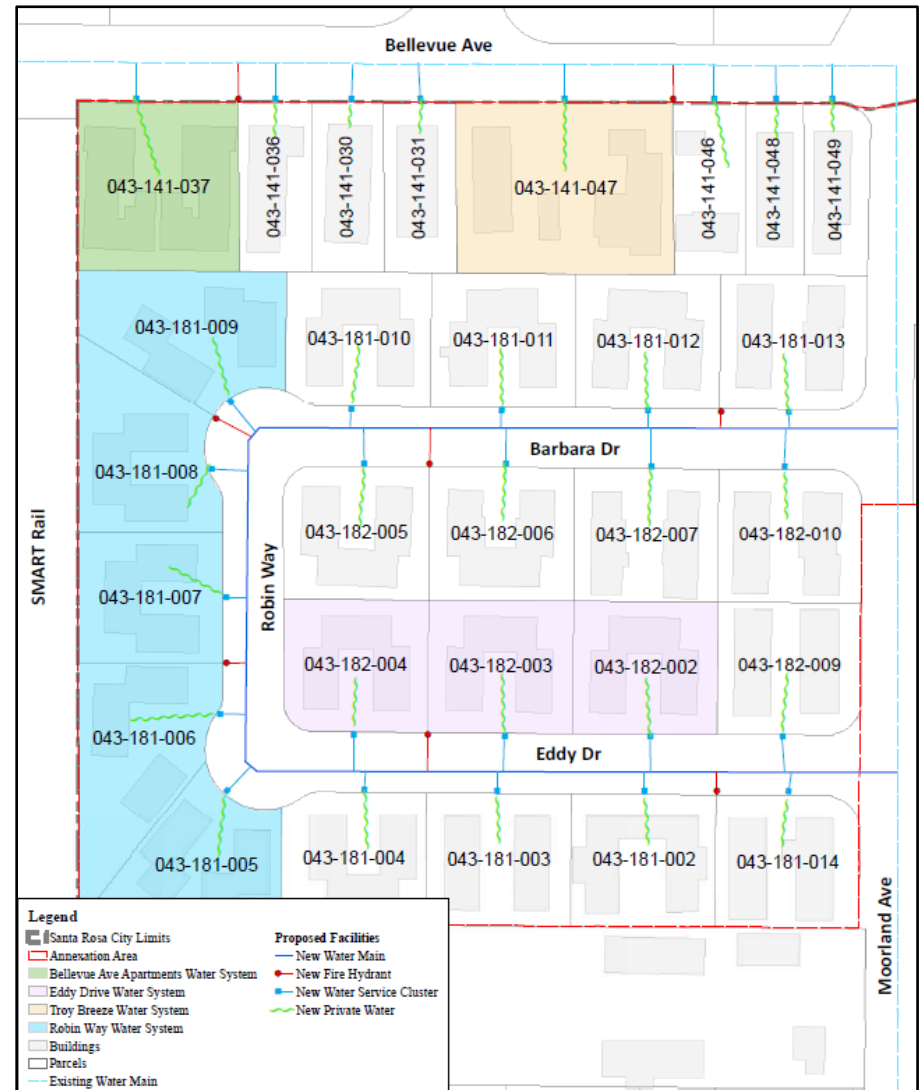 Bellevue Ave
043-141-037
043-141-036
043-141-030
043-141-031
043-141-047
043-141-046
043-141-048
043-141-049
043-181-009
043-181-010
043-181-011
043-181-012
043-181-013
Barbara Dr
043-181-008
043-182-005
043-182-006
043-182-007
043-182-010
SMART Rail
Robin Way
043-181-007
043-182-004
043-182-003
043-182-002
043-182-009
043-181-006
Eddy Dr
043-181-005
043-181-004
043-181-003
043-181-002
043-181-014
Moorland Ave
Legend
Santa Rosa City Limits
Annexation Area
Bellevue Ave Apartments Water System
Eddy Drive Water System
Troy Breeze Water System
Robin Way Water System
Buildings
Parcels
Existing Water Main
Proposed Facilities
New Water Main
New Fire Hydrant
New Water Service Cluster
New Private Water